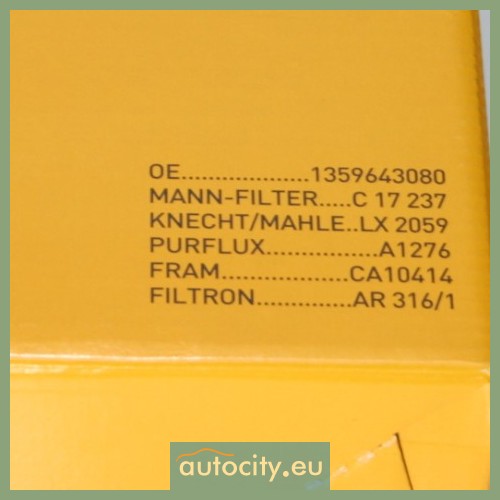 OE...................1359643080
MANN-FILTER.....C 17 237
KNECHT/MAHLE..LX 2059
PURFLUX.................A1276
FRAM...................CA10414
FILTRON..............AR 316/1
autocity.eu